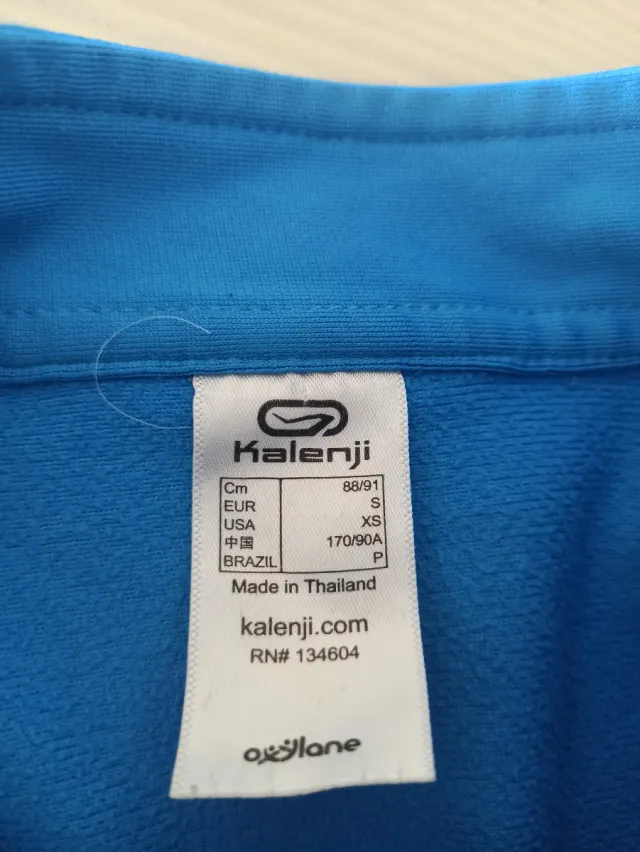 Kalenji
Cm 88/91
EUR S
USA XS
中国 170/90A
BRAZIL P
Made in Thailand
kalenji.com
RN# 134604
oxylane